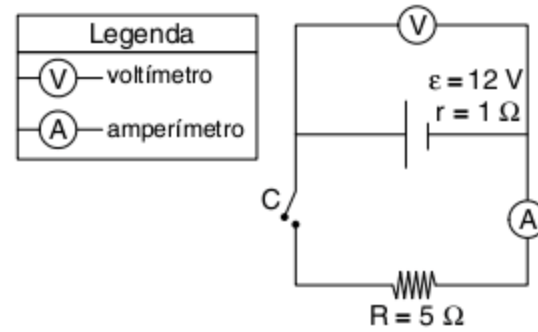 Legenda
V voltímetro
A amperímetro
V
ε = 12 V
r = 1 Ω
C
A
R = 5 Ω